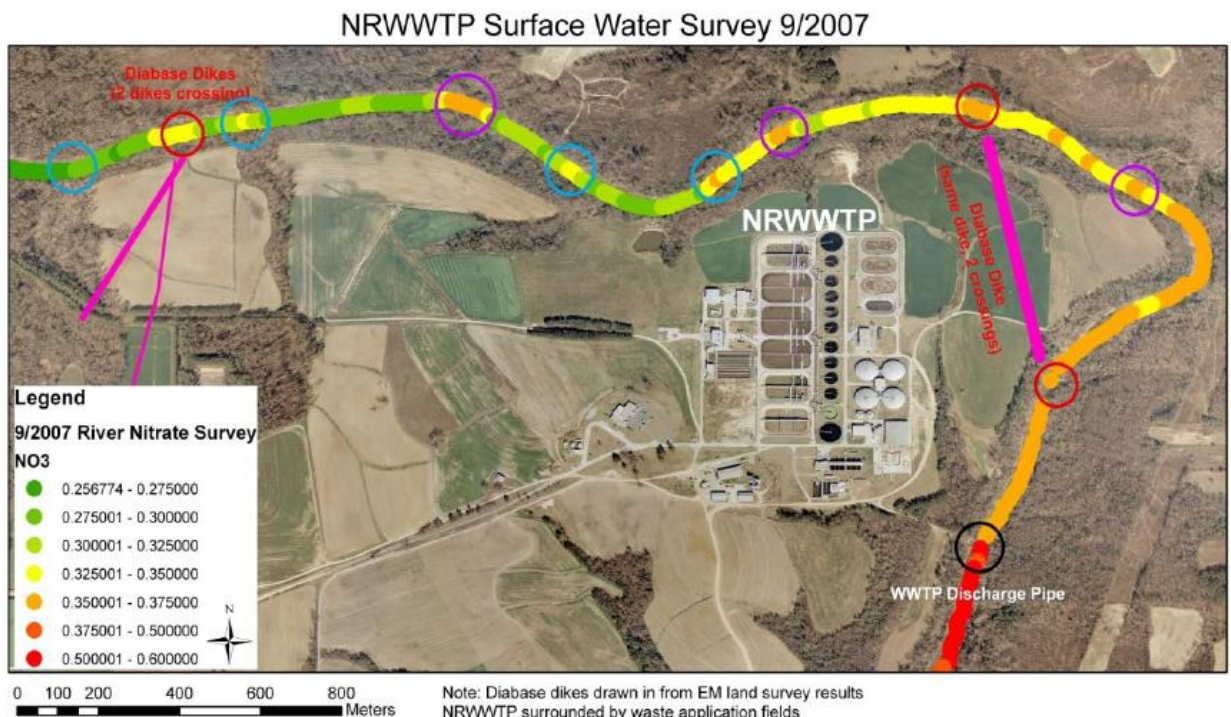 NRWWTP Surface Water Survey 9/2007
Diabase Dikes
(2 dikes crossing)
NRWWTP
Diabase Dike
(same dike, 2 crossings)
WWTP Discharge Pipe
Legend
9/2007 River Nitrate Survey
NO3
0.256774 - 0.275000
0.275001 - 0.300000
0.300001 - 0.325000
0.325001 - 0.350000
0.350001 - 0.375000
0.375001 - 0.500000
0.500001 - 0.600000
N
0 100 200 400 600 800
Meters
Note: Diabase dikes drawn in from EM land survey results
NRWWTP surrounded by waste application fields